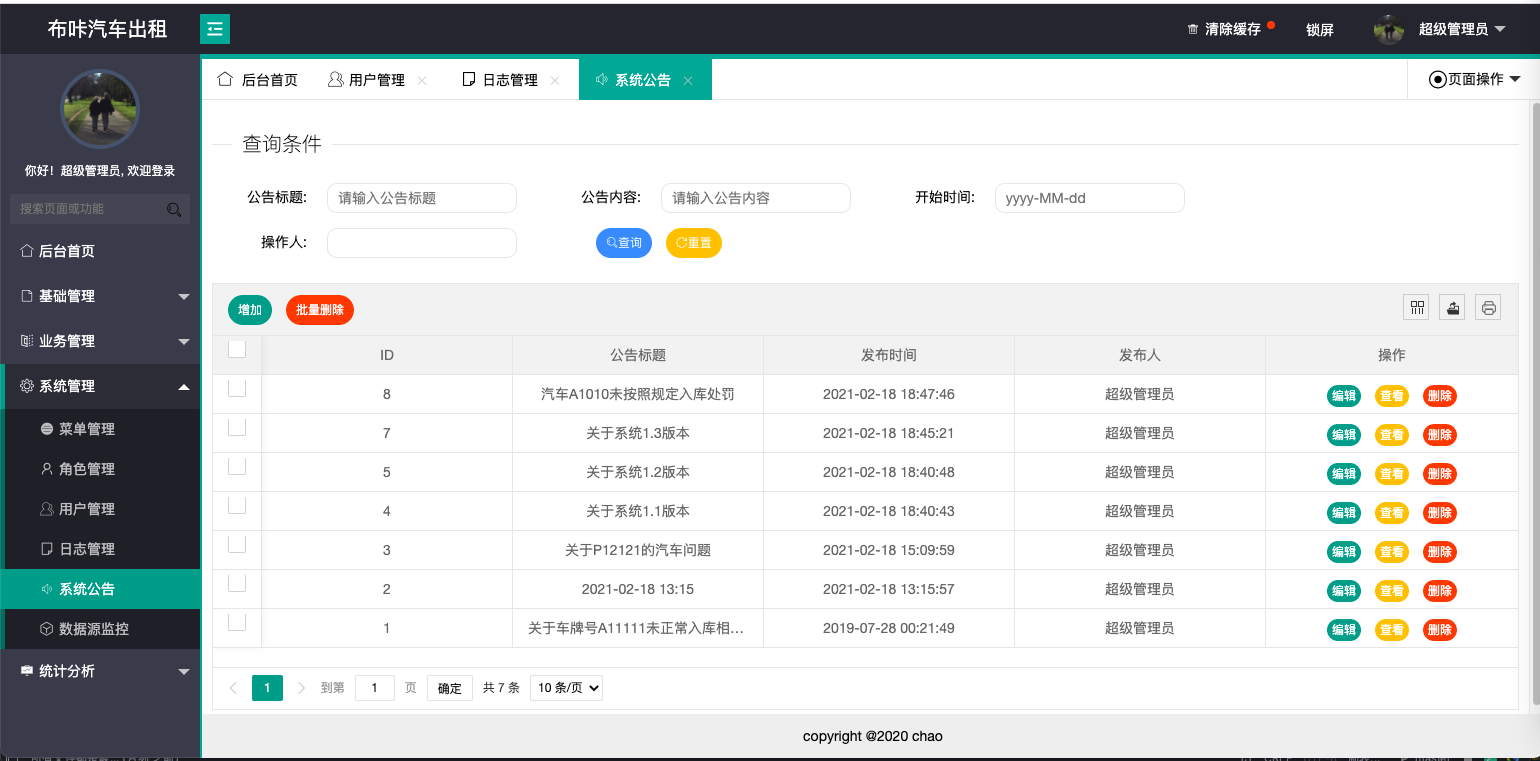 布咔汽车出租
清除缓存 锁屏 超级管理员
后台首页 用户管理 日志管理 系统公告 页面操作
你好！超级管理员, 欢迎登录
搜索页面或功能
后台首页
基础管理
业务管理
系统管理
菜单管理
角色管理
用户管理
日志管理
系统公告
数据源监控
统计分析
查询条件
公告标题: 请输入公告标题 公告内容: 请输入公告内容 开始时间: yyyy-MM-dd
操作人: 查询 重置
增加 批量删除
ID 公告标题 发布时间 发布人 操作
8 汽车A1010未按照规定入库处罚 2021-02-18 18:47:46 超级管理员 编辑 查看 删除
7 关于系统1.3版本 2021-02-18 18:45:21 超级管理员 编辑 查看 删除
5 关于系统1.2版本 2021-02-18 18:40:48 超级管理员 编辑 查看 删除
4 关于系统1.1版本 2021-02-18 18:40:43 超级管理员 编辑 查看 删除
3 关于P12121的汽车问题 2021-02-18 15:09:59 超级管理员 编辑 查看 删除
2 2021-02-18 13:15 2021-02-18 13:15:57 超级管理员 编辑 查看 删除
1 关于车牌号A11111未正常入库相... 2019-07-28 00:21:49 超级管理员 编辑 查看 删除
1 到第 1 页 确定 共 7 条 10 条/页
copyright @2020 chao